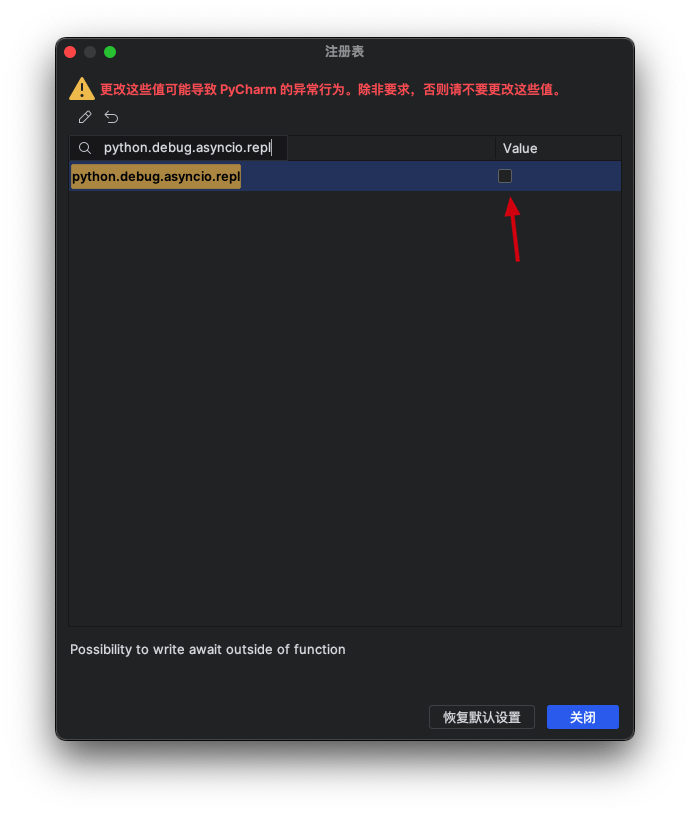 注册表
更改这些值可能导致 PyCharm 的异常行为。除非要求，否则请不要更改这些值。
python.debug.asyncio.repl
Value
python.debug.asyncio.repl
Possibility to write await outside of function
恢复默认设置
关闭